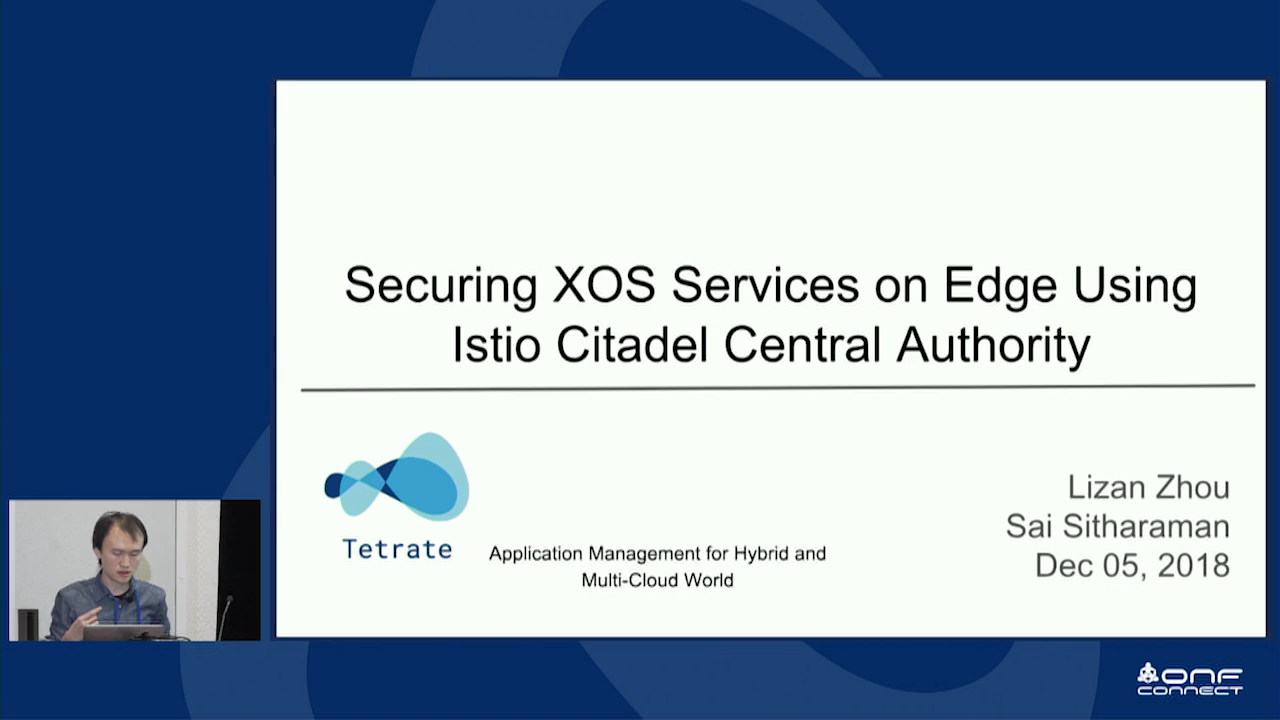 Securing XOS Services on Edge Using
Istio Citadel Central Authority
Tetrate
Application Management for Hybrid and
Multi-Cloud World
Lizan Zhou
Sai Sitharaman
Dec 05, 2018
ONF
CONNECT